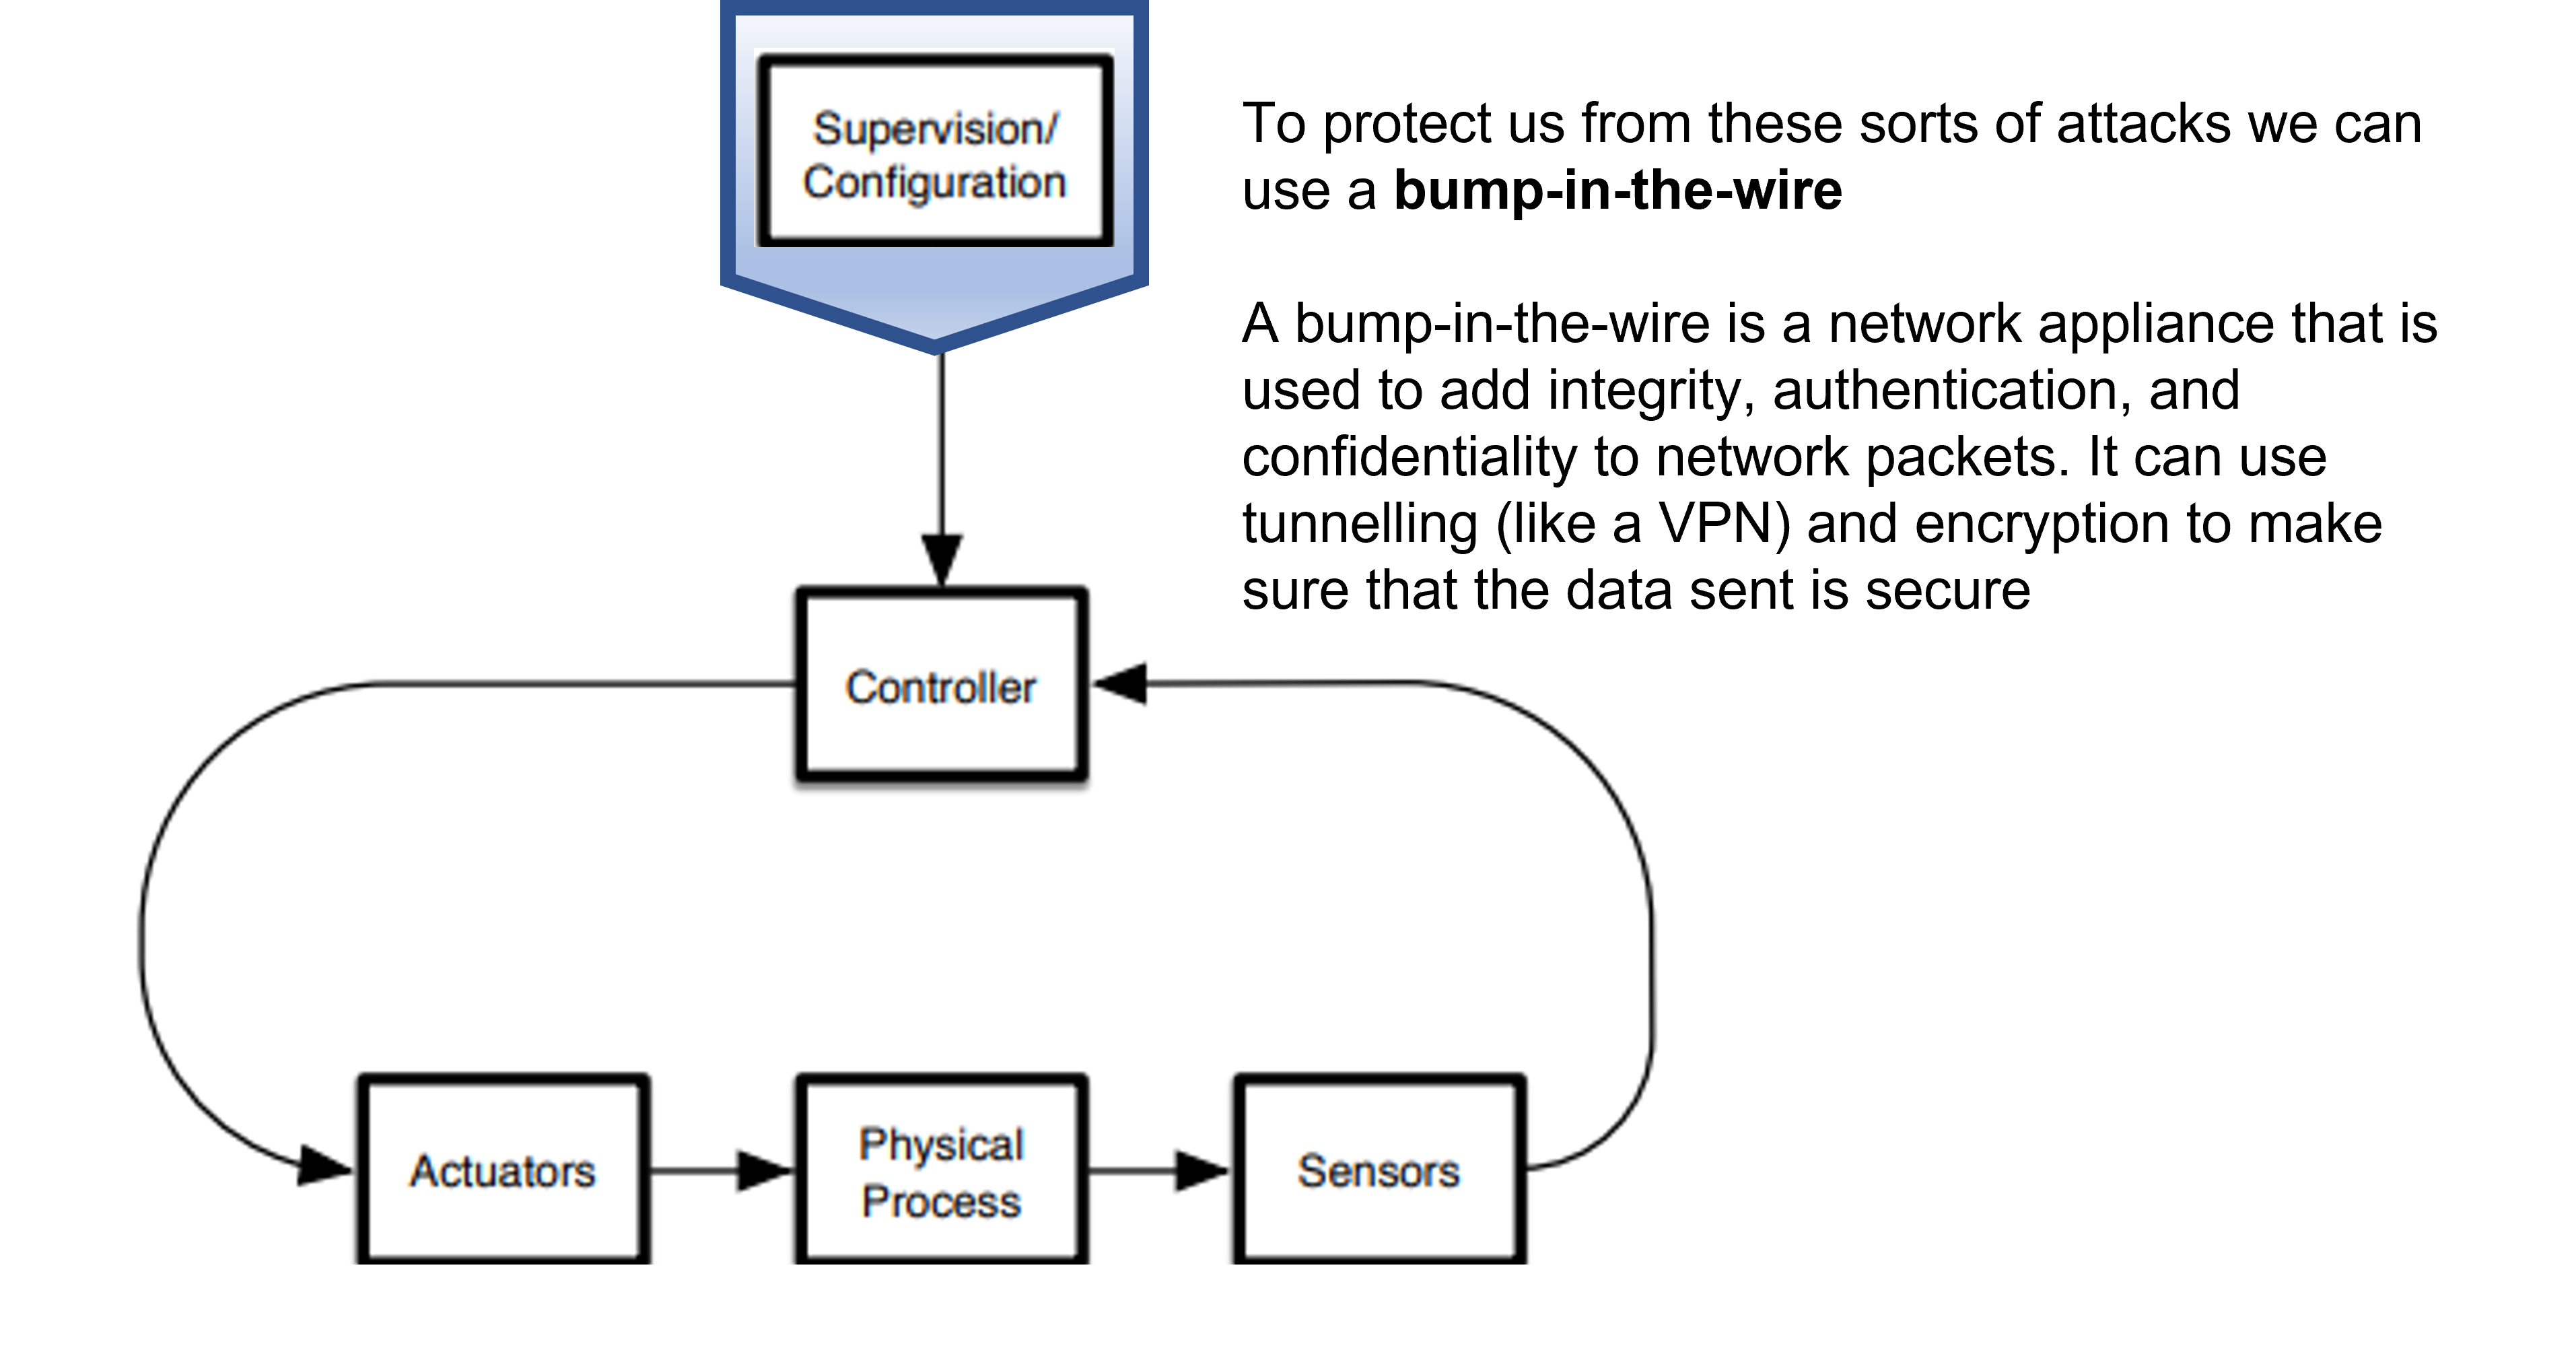 Supervision/
Configuration
To protect us from these sorts of attacks we can
use a bump-in-the-wire
A bump-in-the-wire is a network appliance that is
used to add integrity, authentication, and
confidentiality to network packets. It can use
tunnelling (like a VPN) and encryption to make
sure that the data sent is secure
Controller
Actuators
Physical
Process
Sensors